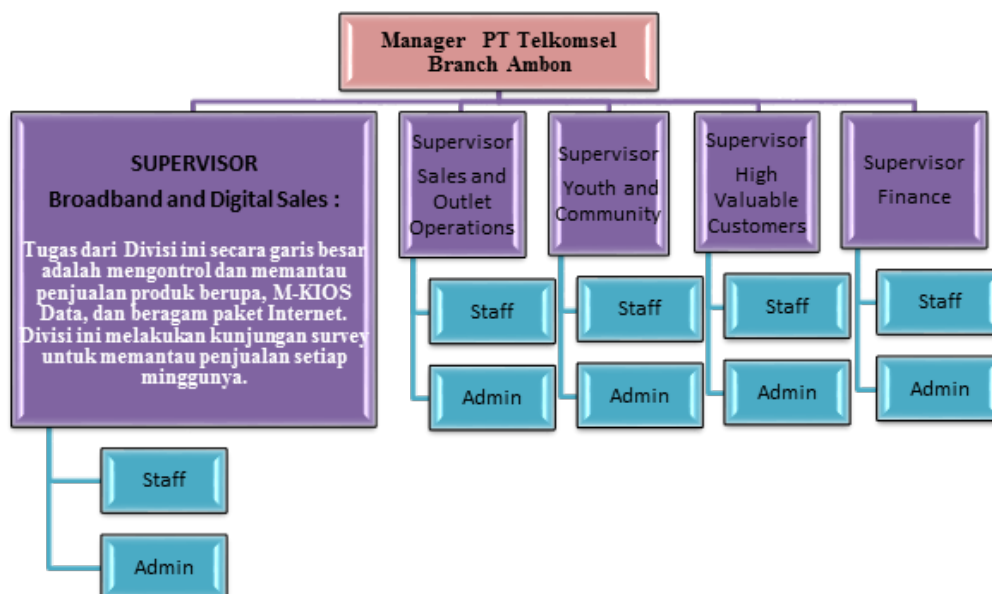 Manager PT Telkomsel
Branch Ambon
SUPERVISOR
Broadband and Digital Sales :
Tugas dari Divisi ini secara garis besar
adalah mengontrol dan memantau
penjualan produk berupa, M-KIOS
Data, dan beragam paket Internet.
Divisi ini melakukan kunjungan survey
untuk memantau penjualan setiap
minggunya.
Staff
Admin
Supervisor
Sales and
Outlet
Operations
Staff
Admin
Supervisor
Youth and
Community
Staff
Admin
Supervisor
High
Valuable
Customers
Staff
Admin
Supervisor
Finance
Staff
Admin